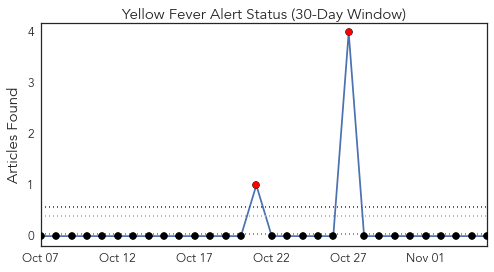 Yellow Fever Alert Status (30-Day Window)
Articles Found
4
3
2
1
0
Oct 07 Oct 12 Oct 17 Oct 22 Oct 27 Nov 01